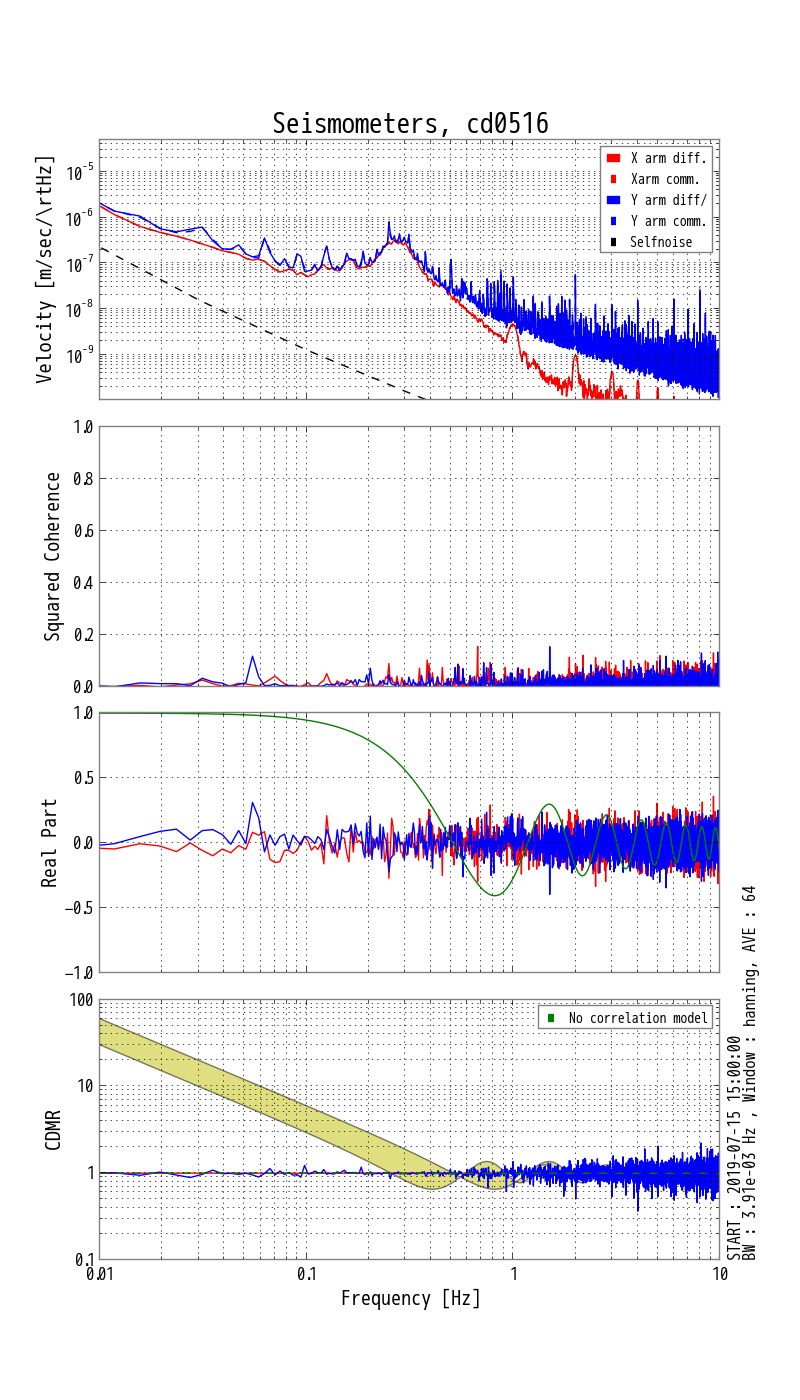 Seismometers, cd0516
Velocity [m/sec/\rtHz]
10^-5
10^-6
10^-7
10^-8
10^-9
X arm diff.
Xarm comm.
Y arm diff/
Y arm comm.
Selfnoise
Squared Coherence
1.0
0.8
0.6
0.4
0.2
0.0
Real Part
1.0
0.5
0.0
−0.5
−1.0
CDMR
100
10
1
0.1
No correlation model
0.01
0.1
1
10
Frequency [Hz]
START : 2019-07-15 15:00:00
BW : 3.91e-03 Hz , Window : hanning, AVE : 64